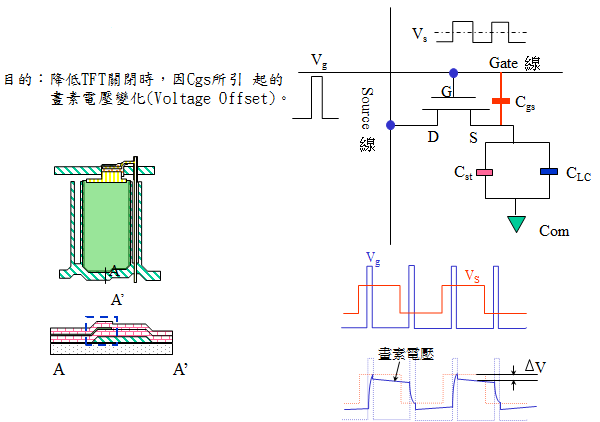 目的：降低TFT關閉時，因Cgs所引 起的
畫素電壓變化(Voltage Offset)。
Vg
Vs
Gate 線
Source 線
G
Cgs
D
S
Cst
CLC
Com
A
A’
A
A’
Vg
VS
畫素電壓
ΔV